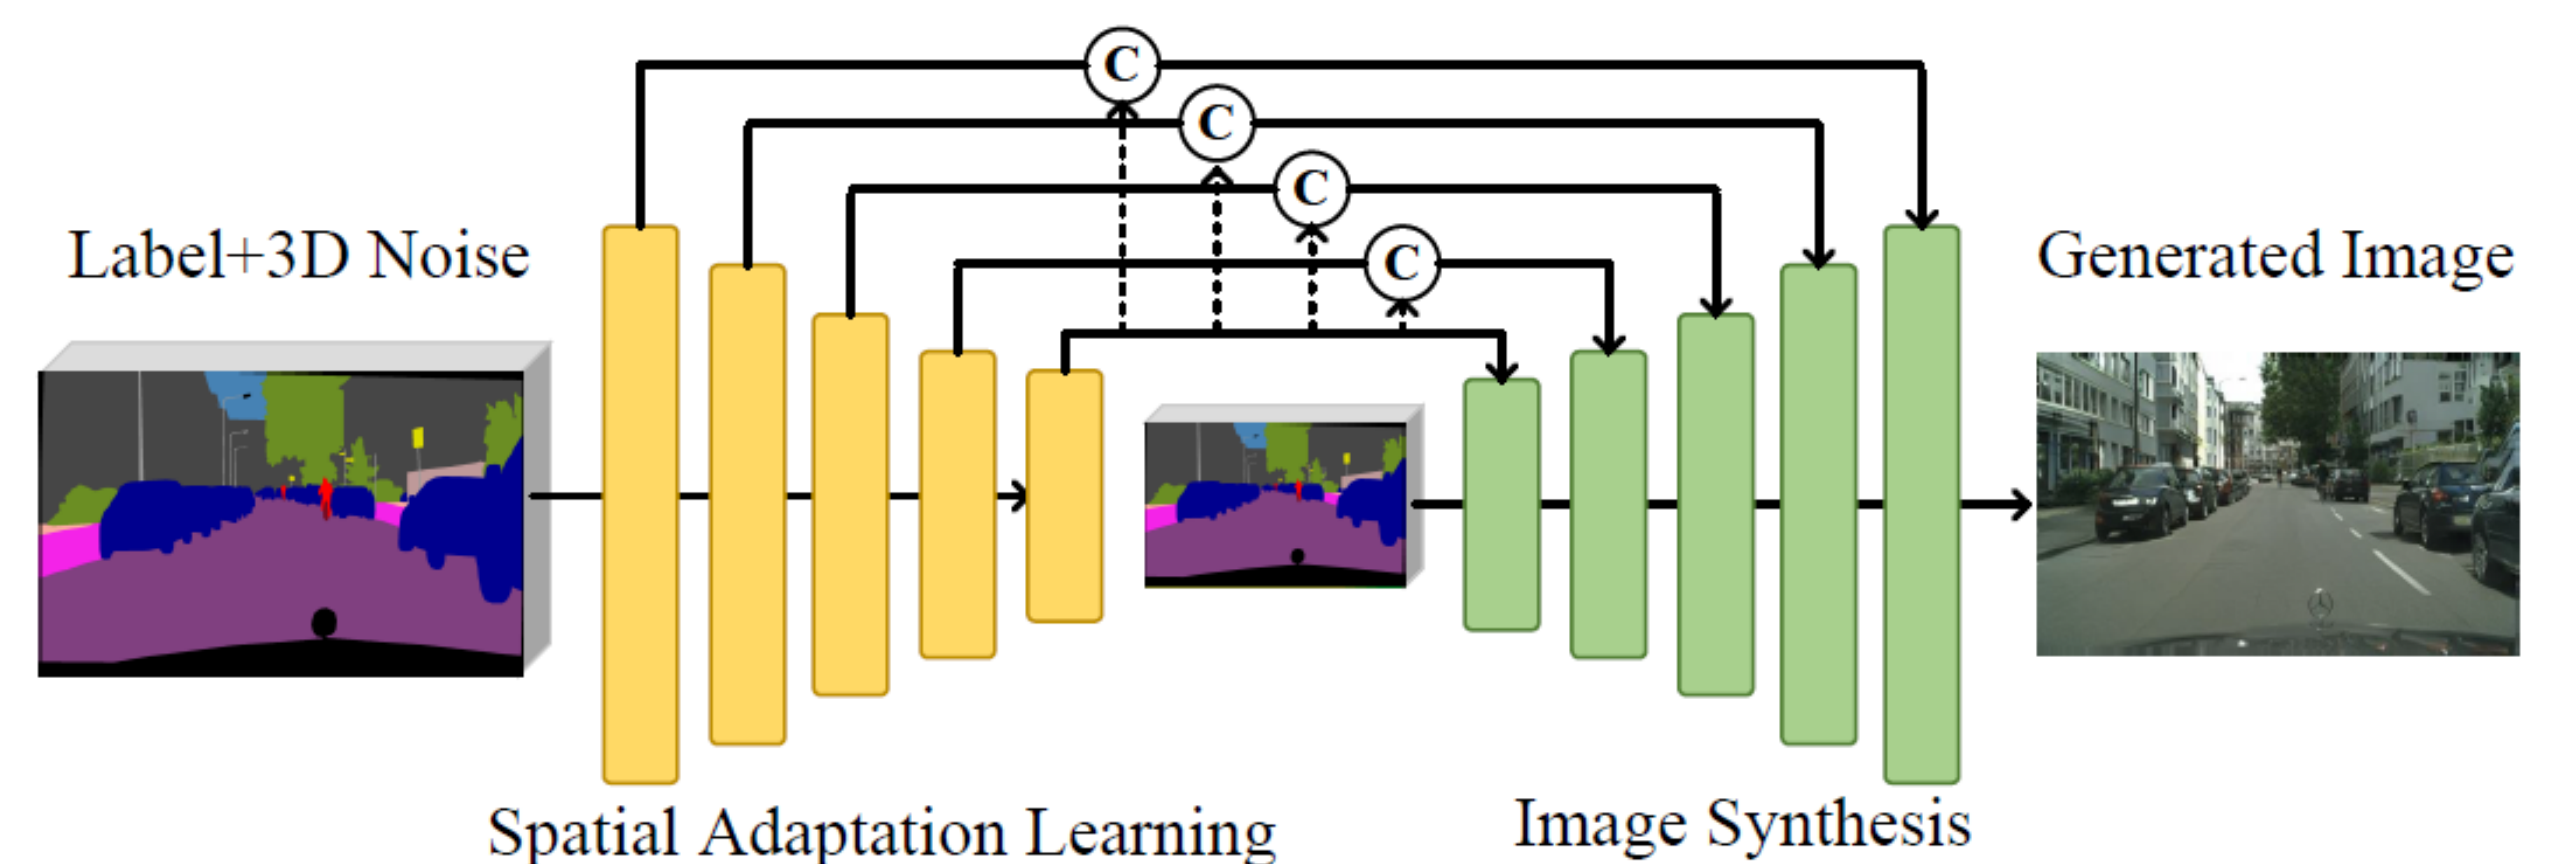 C
C
C
C
Label+3D Noise
Generated Image
Spatial Adaptation Learning
Image Synthesis